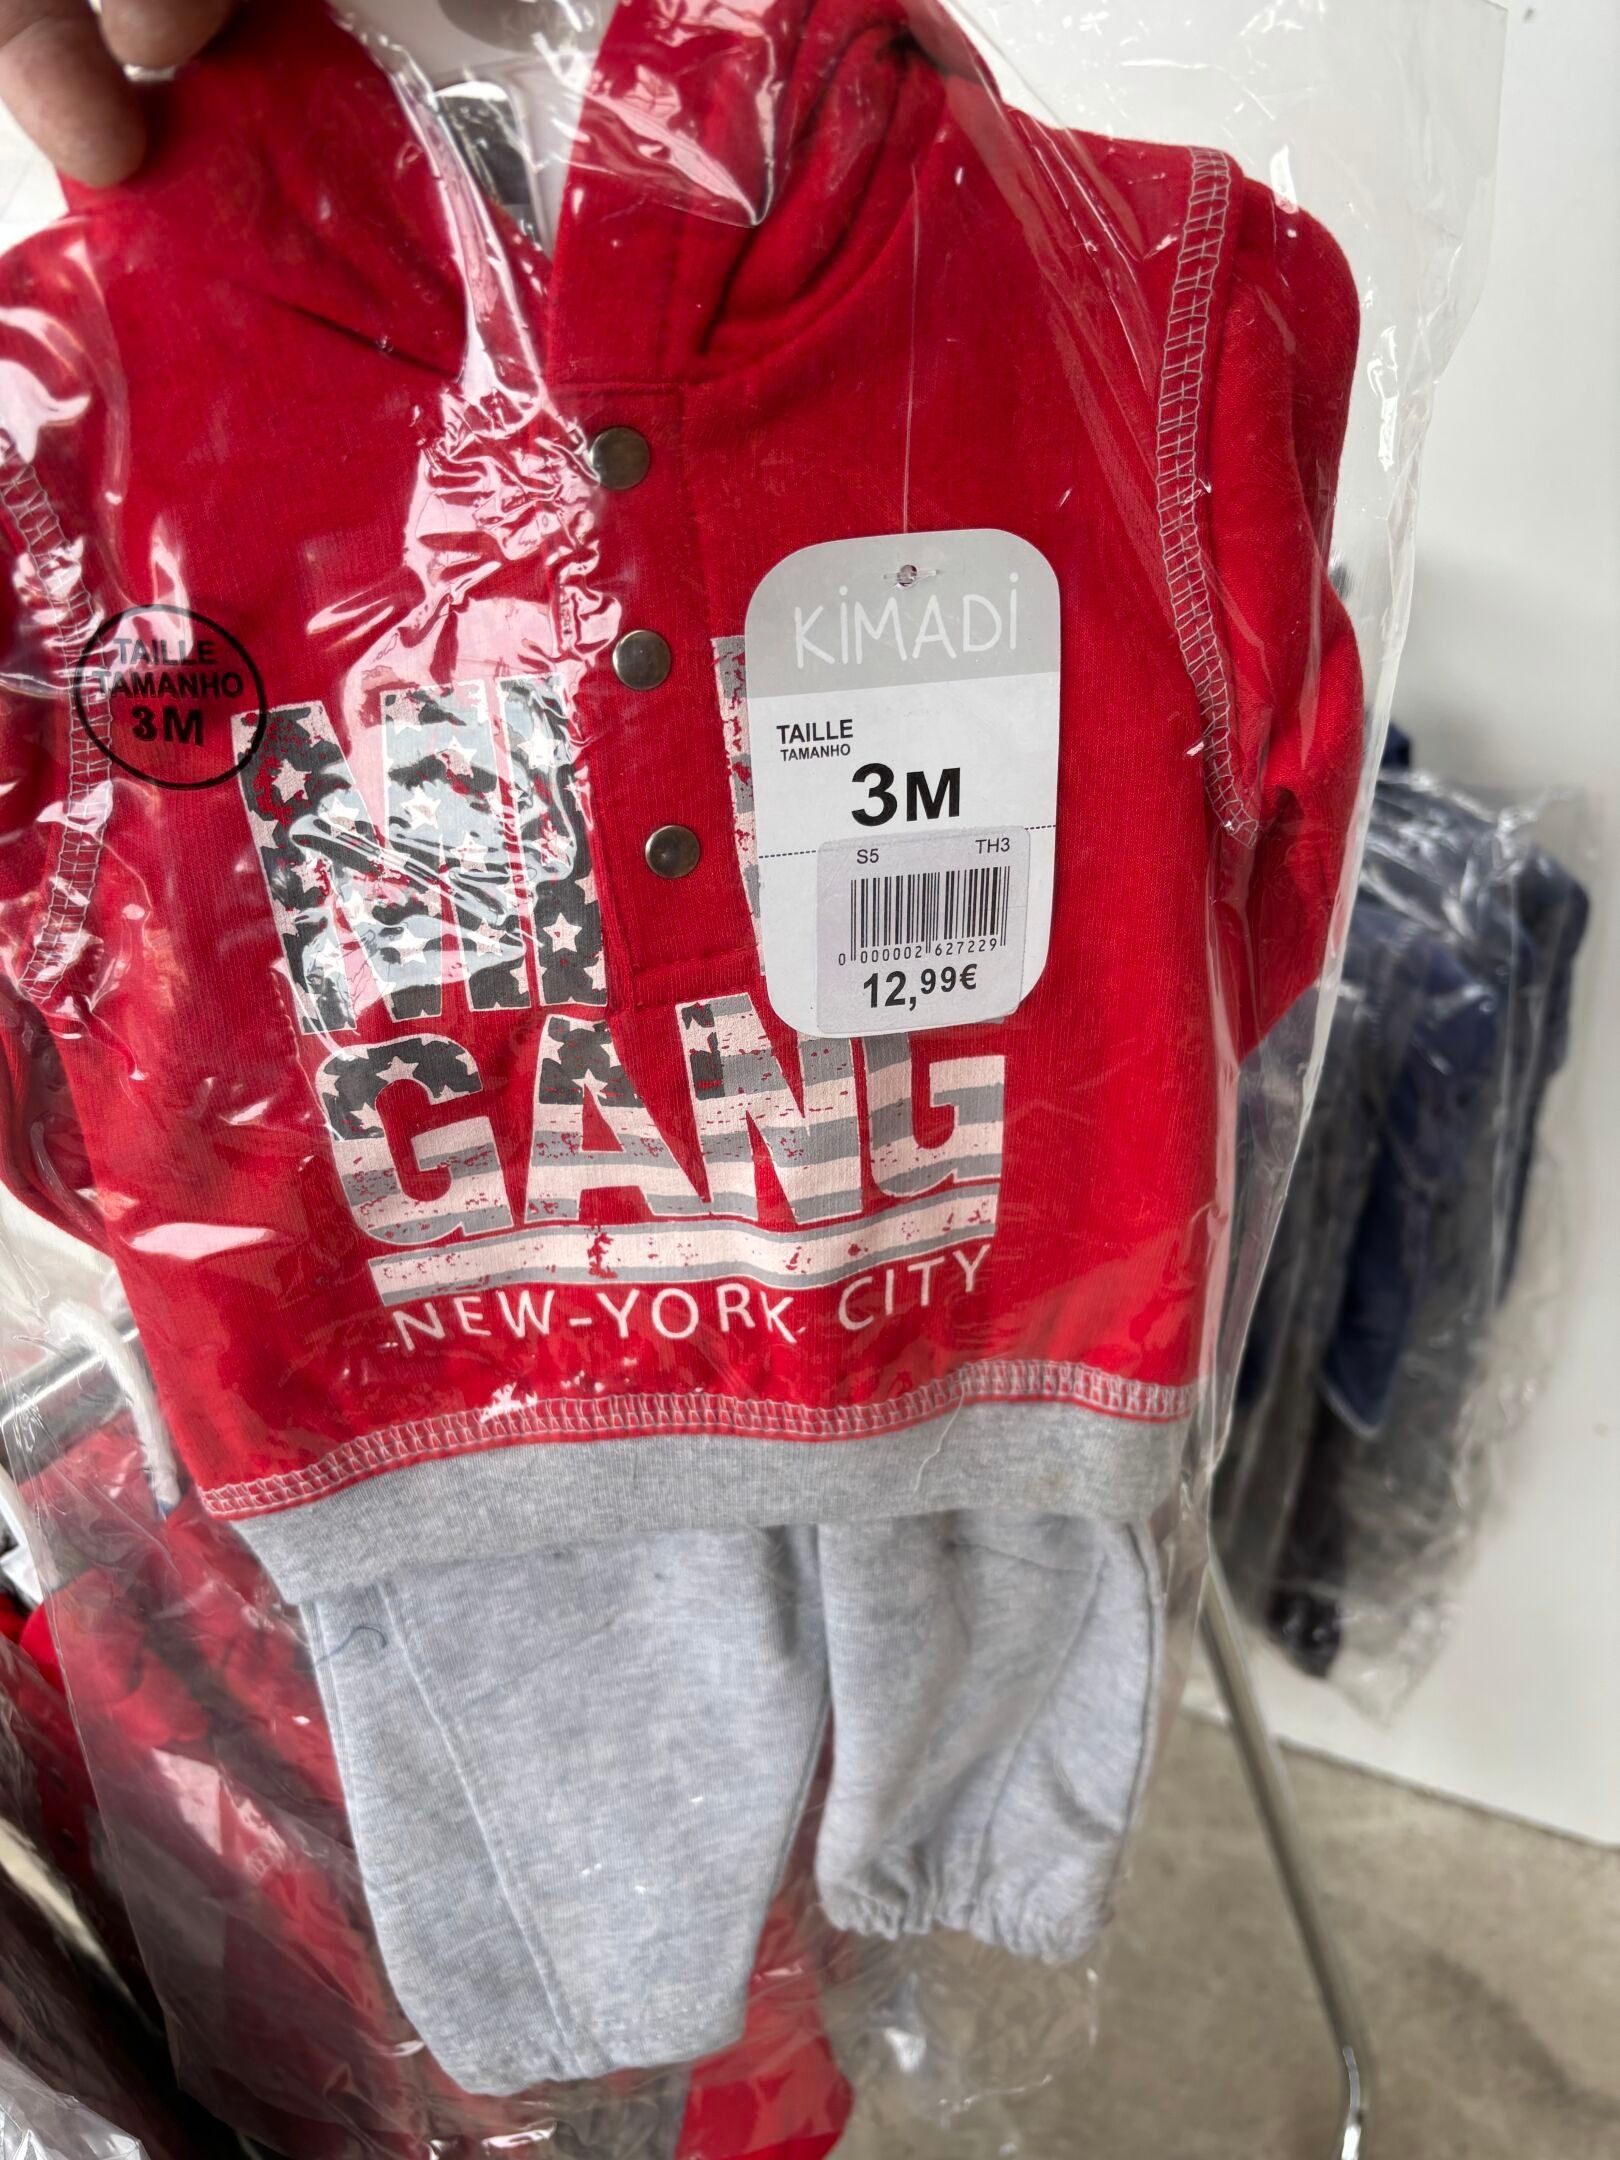 KiMADi
TAILLE
TAMANHO
3M
TAILLE
TAMANHO
3M
S5 TH3
0 000002 627229
12,99€
GANG
NEW-YORK CITY